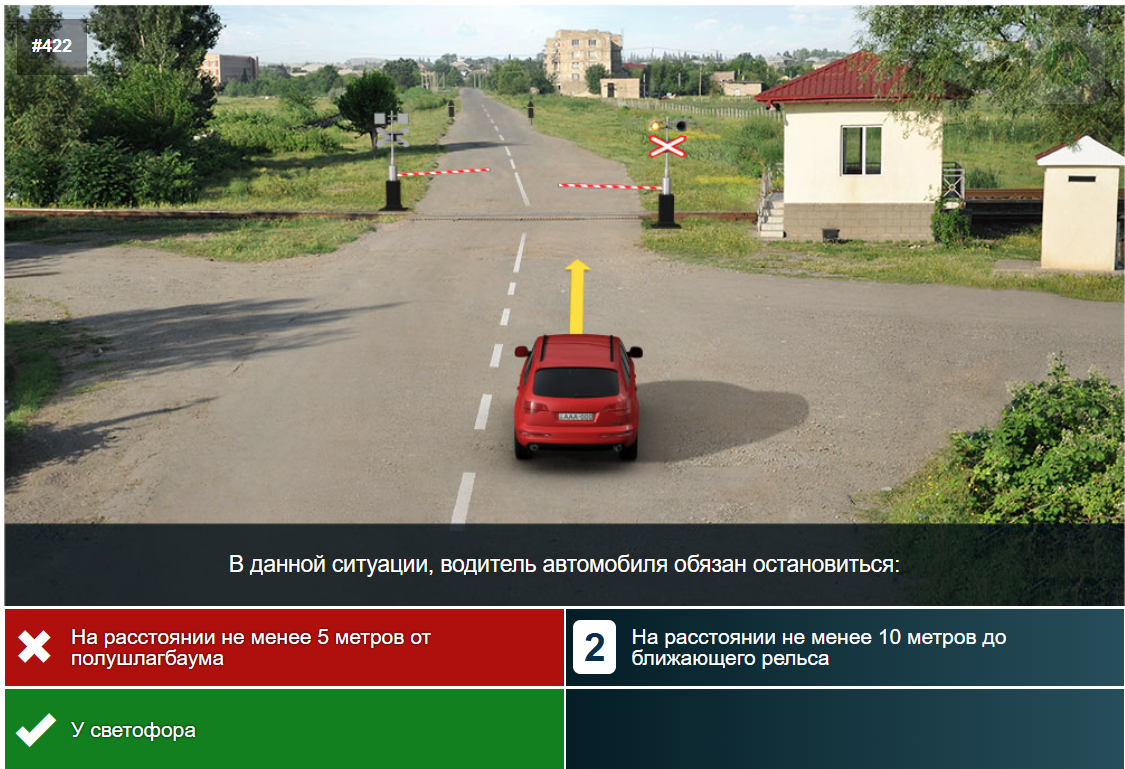 #422
В данной ситуации, водитель автомобиля обязан остановиться:
На расстоянии не менее 5 метров от
полушлагбаума
2
На расстоянии не менее 10 метров до
ближающего рельса
У светофора